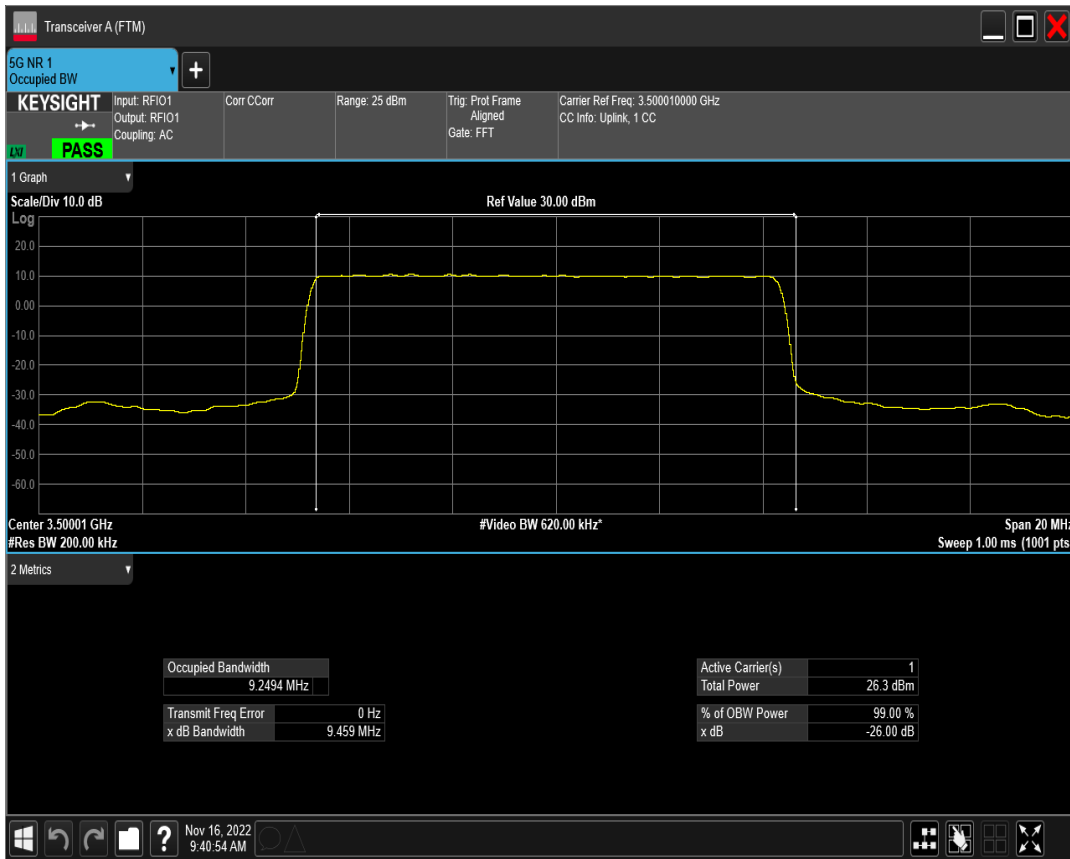 Transceiver A (FTM)
5G NR 1
Occupied BW
KEYSIGHT
LXI
PASS
Input: RFIO1
Output: RFIO1
Coupling: AC
Corr CCorr
Range: 25 dBm
Trig: Prot Frame
Aligned
Gate: FFT
Carrier Ref Freq: 3.500010000 GHz
CC Info: Uplink, 1 CC
1 Graph
Scale/Div 10.0 dB
Ref Value 30.00 dBm
Log
20.0
10.0
0.00
-10.0
-20.0
-30.0
-40.0
-50.0
-60.0
Center 3.50001 GHz
#Video BW 620.00 kHz*
Span 20 MHz
#Res BW 200.00 kHz
Sweep 1.00 ms (1001 pts
2 Metrics
Occupied Bandwidth
9.2494 MHz
Transmit Freq Error 0 Hz
x dB Bandwidth 9.459 MHz
Active Carrier(s) 1
Total Power 26.3 dBm
% of OBW Power 99.00 %
x dB -26.00 dB
?
Nov 16, 2022
9:40:54 AM